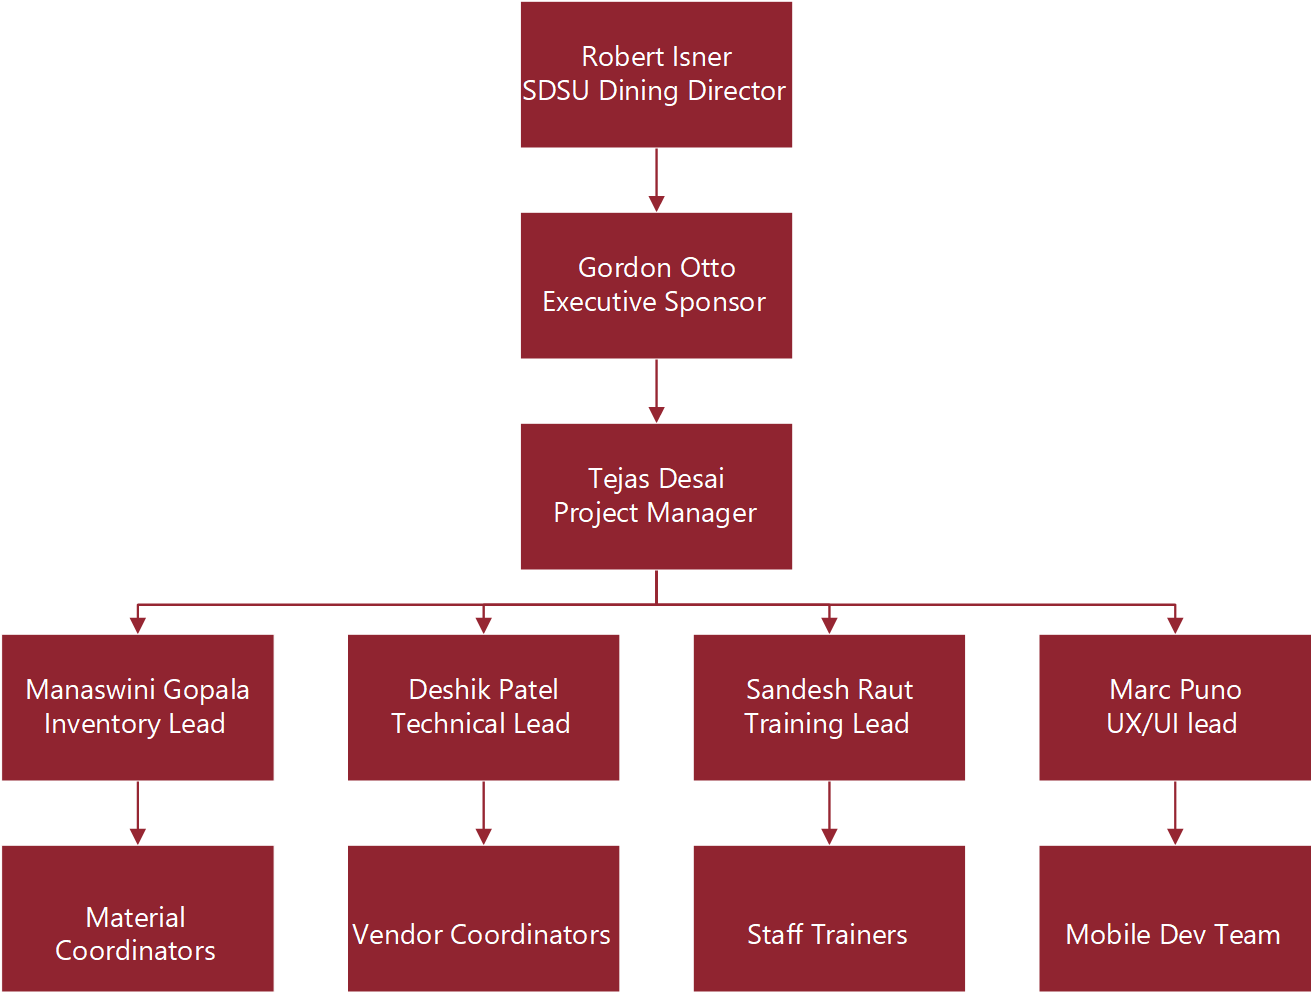 Robert Isner
SDSU Dining Director
Gordon Otto
Executive Sponsor
Tejas Desai
Project Manager
Manaswini Gopala
Inventory Lead
Deshik Patel
Technical Lead
Sandesh Raut
Training Lead
Marc Puno
UX/UI lead
Material
Coordinators
Vendor Coordinators
Staff Trainers
Mobile Dev Team